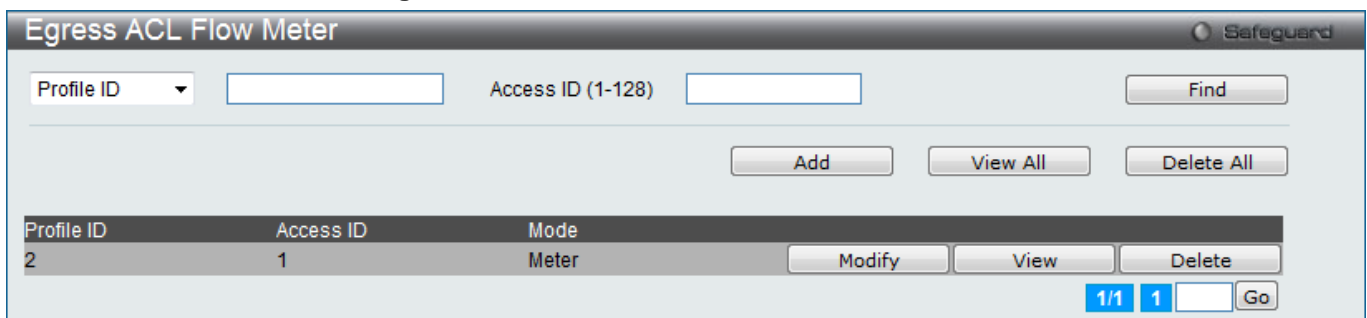 Egress ACL Flow Meter Safeguard
Profile ID Access ID (1-128) Find
Add View All Delete All
Profile ID Access ID Mode
2 1 Meter Modify View Delete
1/1 1 Go